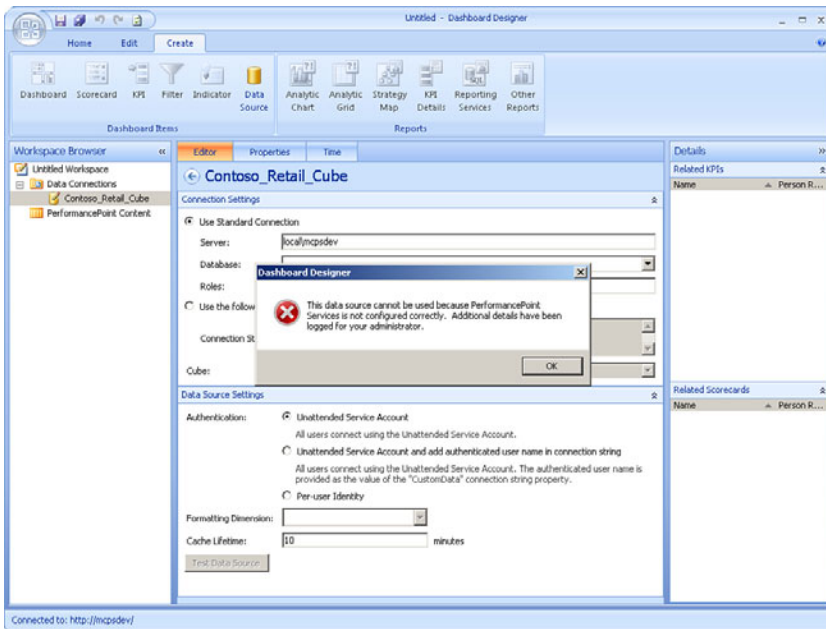 Untitled - Dashboard Designer
Home Edit Create
Dashboard Scorecard KPI Filter Indicator Data Source
Analytic Chart Analytic Grid Strategy Map KPI Details Reporting Services Other Reports
Dashboard Items
Reports
Workspace Browser
Untitled Workspace
Data Connections
Contoso_Retail_Cube
PerformancePoint Content
Editor Properties Time
Contoso_Retail_Cube
Connection Settings
Use Standard Connection
Server: local\mcpsdev
Database:
Roles:
Use the follow
Connection St
Cube:
Dashboard Designer
This data source cannot be used because PerformancePoint
Services is not configured correctly. Additional details have been
logged for your administrator.
OK
Data Source Settings
Authentication:
Unattended Service Account
All users connect using the Unattended Service Account.
Unattended Service Account and add authenticated user name in connection string
All users connect using the Unattended Service Account. The authenticated user name is
provided as the value of the "CustomData" connection string property.
Per-user Identity
Formatting Dimension:
Cache Lifetime: 10 minutes
Test Data Source
Details
Related KPIs
Name Person R...
Related Scorecards
Name Person R...
Connected to: http://mcpsdev/